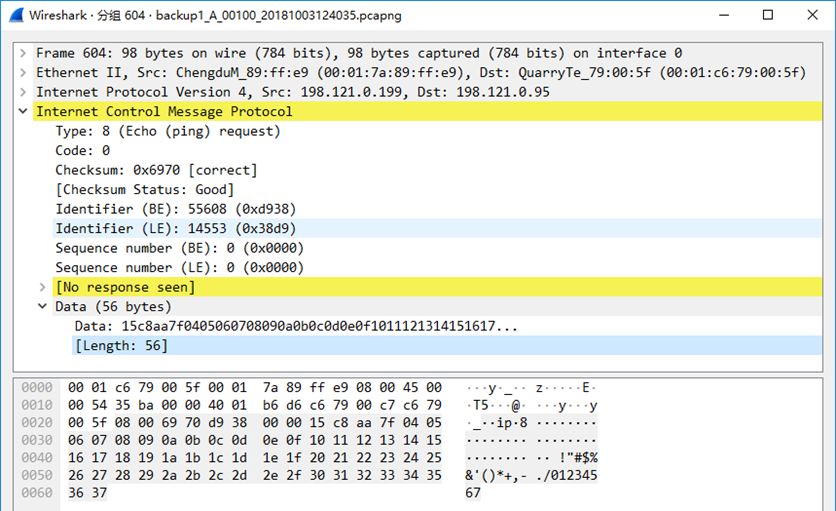 Wireshark · 分组 604 · backup1_A_00100_20181003124035.pcapng
Frame 604: 98 bytes on wire (784 bits), 98 bytes captured (784 bits) on interface 0
Ethernet II, Src: ChengduM_89:ff:e9 (00:01:7a:89:ff:e9), Dst: QuarryTe_79:00:5f (00:01:c6:79:00:5f)
Internet Protocol Version 4, Src: 198.121.0.199, Dst: 198.121.0.95
Internet Control Message Protocol
Type: 8 (Echo (ping) request)
Code: 0
Checksum: 0x6970 [correct]
[Checksum Status: Good]
Identifier (BE): 55608 (0xd938)
Identifier (LE): 14553 (0x38d9)
Sequence number (BE): 0 (0x0000)
Sequence number (LE): 0 (0x0000)
[No response seen]
Data (56 bytes)
Data: 15c8aa7f0405060708090a0b0c0d0e0f1011121314151617...
[Length: 56]
0000 00 01 c6 79 00 5f 00 01 7a 89 ff e9 08 00 45 00 ···y·_·· z·····E·
0010 00 54 35 ba 00 00 40 01 b6 d6 c6 79 00 c7 c6 79 ·T5···@· ···y···y
0020 00 5f 08 00 69 70 d9 38 00 00 15 c8 aa 7f 04 05 ·_··ip·8 ········
0030 06 07 08 09 0a 0b 0c 0d 0e 0f 10 11 12 13 14 15 ········ ········
0040 16 17 18 19 1a 1b 1c 1d 1e 1f 20 21 22 23 24 25 ········ ·· !"#$%
0050 26 27 28 29 2a 2b 2c 2d 2e 2f 30 31 32 33 34 35 &'()*+,- ./012345
0060 36 37 67